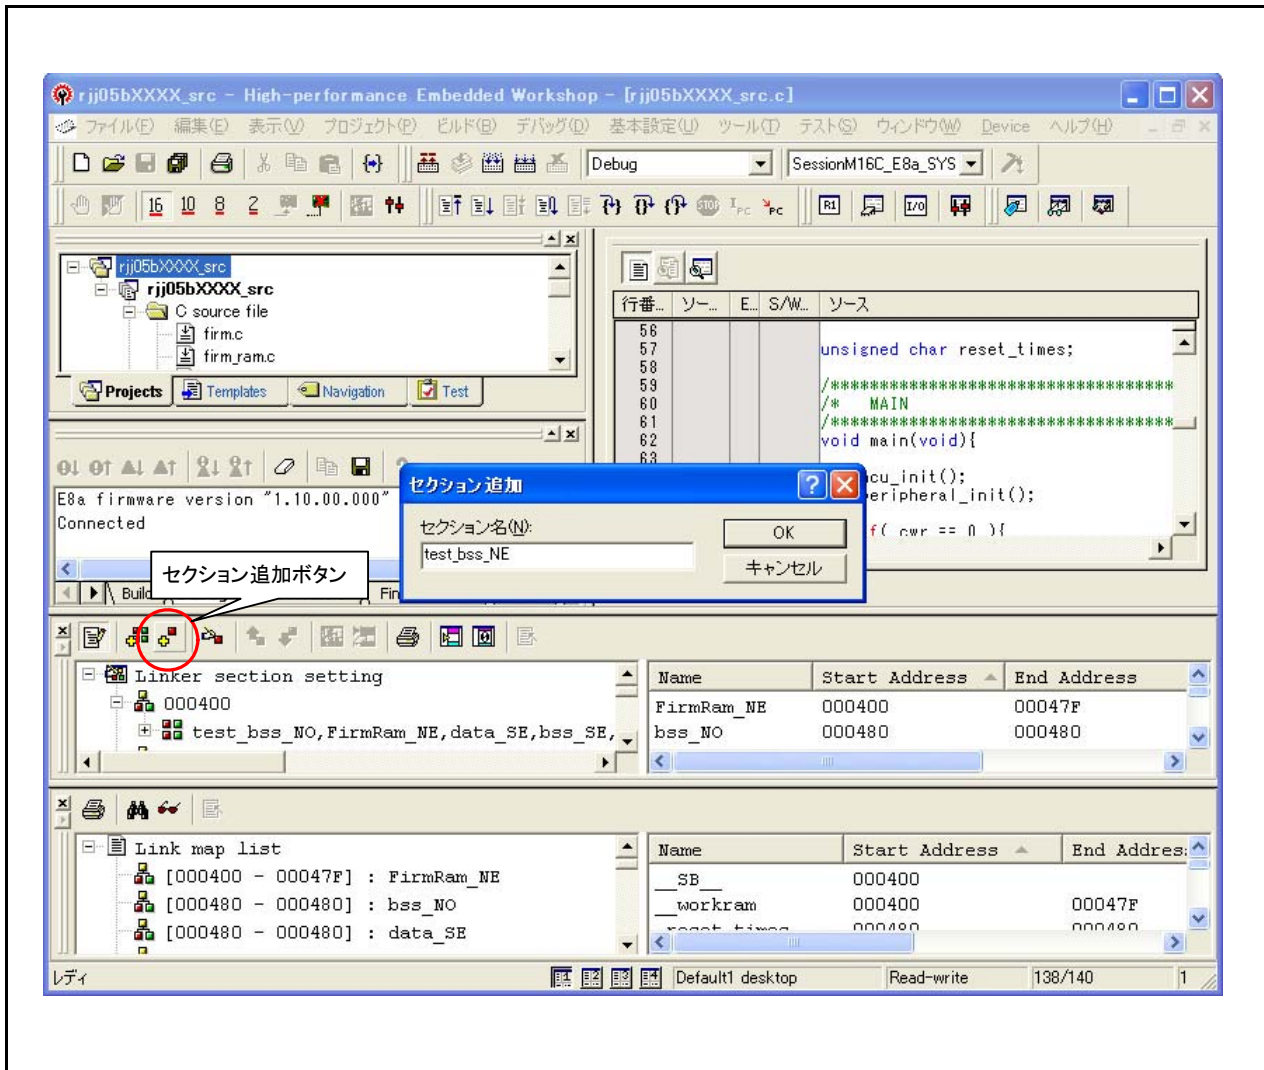 rjj05bXXXX_src - High-performance Embedded Workshop - [rjj05bXXXX_src.c]
ファイル(F) 編集(E) 表示(V) プロジェクト(P) ビルド(B) デバッグ(D) 基本設定(U) ツール(T) テスト(S) ウィンドウ(W) Device ヘルプ(H)
Debug
SessionM16C_E8a_SYS
16 10 8 2
rjj05bXXXX_src
rjj05bXXXX_src
C source file
firm.c
firm_ram.c
Projects Templates Navigation Test
行番... ソー... E... S/W... ソース
56
57 unsigned char reset_times;
58
59 /***********************************
60 /* MAIN
61 /***********************************
62 void main(void){
63
cu_init();
eripheral_init();
f( cwr == 0 ){
E8a firmware version "1.10.00.000"
Connected
セクション追加
セクション名(N):
test_bss_NE
OK
キャンセル
セクション追加ボタン
Linker section setting
000400
test_bss_NO,FirmRam_NE,data_SE,bss_SE,
Name Start Address End Address
FirmRam_NE 000400 00047F
bss_NO 000480 000480
Link map list
[000400 - 00047F] : FirmRam_NE
[000480 - 000480] : bss_NO
[000480 - 000480] : data_SE
Name Start Address End Addres
__SB__ 000400
__workram 000400 00047F
_reset_times 000480 000480
レディ
Default1 desktop Read-write 138/140 1